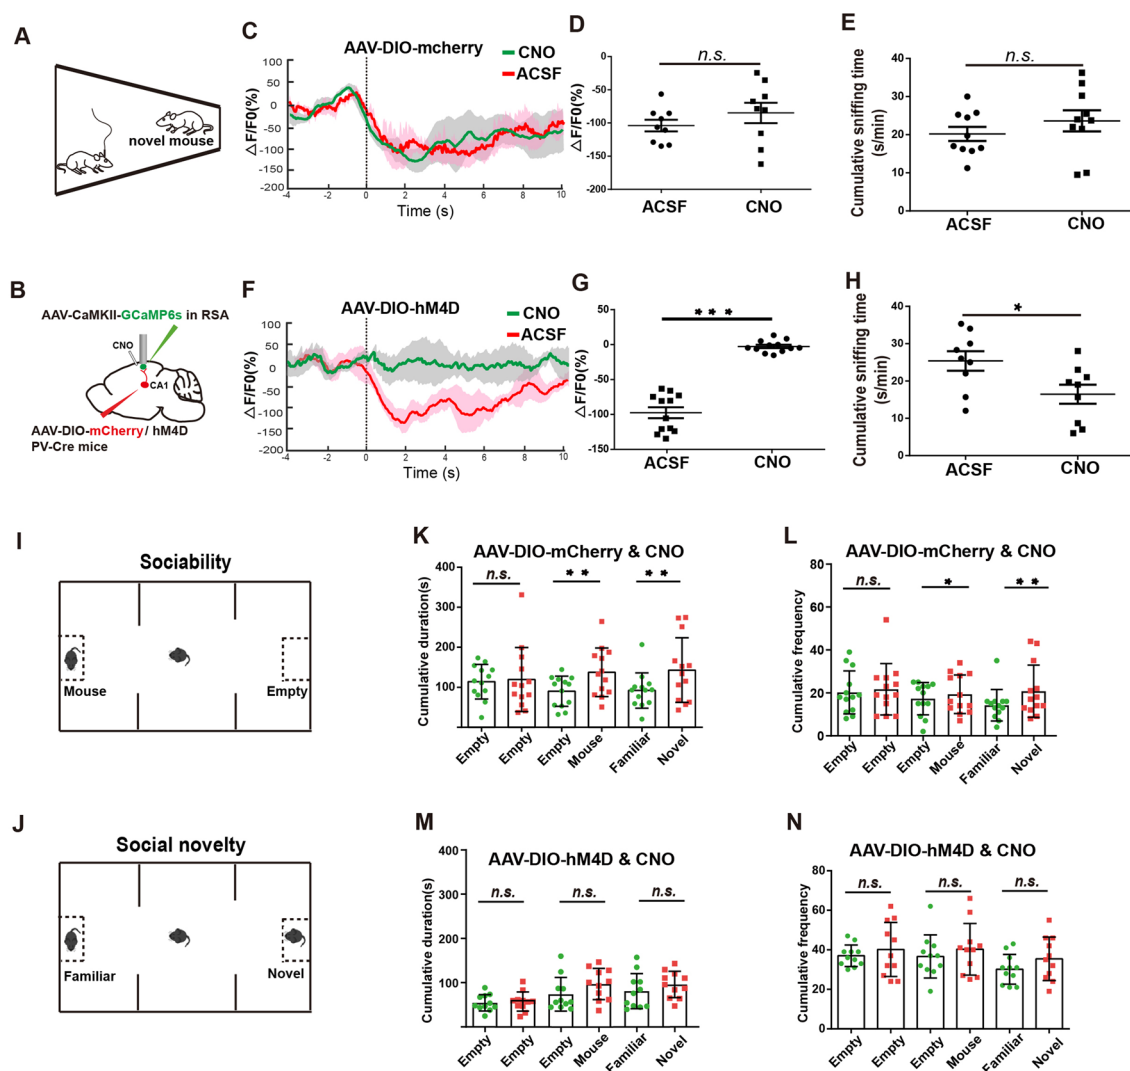 A
novel mouse
B
AAV-CaMKII-GCaMP6s in RSA
CNO
CA1
AAV-DIO-mCherry/ hM4D
PV-Cre mice
C
AAV-DIO-mcherry
CNO
ACSF
△F/F0(%)
100
50
0
-50
-100
-150
-200
-4
-2
0
2
4
6
8
10
Time (s)
D
n.s.
△F/F0(%)
0
-50
-100
-150
-200
ACSF
CNO
E
n.s.
Cumulative sniffing time
(s/min)
40
30
20
10
0
ACSF
CNO
F
AAV-DIO-hM4D
CNO
ACSF
△F/F0(%)
100
50
0
-50
-100
-150
-200
-4
-2
0
2
4
6
8
10
Time (s)
G
* * *
△F/F0(%)
50
0
-50
-100
-150
ACSF
CNO
H
*
Cumulative sniffing time
(s/min)
40
30
20
10
0
ACSF
CNO
I
Sociability
Mouse
Empty
J
Social novelty
Familiar
Novel
K
AAV-DIO-mCherry & CNO
n.s.
* *
* *
Cumulative duration(s)
400
300
200
100
0
Empty
Empty
Empty
Mouse
Familiar
Novel
L
AAV-DIO-mCherry & CNO
n.s.
*
* *
Cumulative frequency
80
60
40
20
0
Empty
Empty
Empty
Mouse
Familiar
Novel
M
AAV-DIO-hM4D & CNO
n.s.
n.s.
n.s.
Cumulative duration(s)
400
300
200
100
0
Empty
Empty
Empty
Mouse
Familiar
Novel
N
AAV-DIO-hM4D & CNO
n.s.
n.s.
n.s.
Cumulative frequency
80
60
40
20
0
Empty
Empty
Empty
Mouse
Familiar
Novel